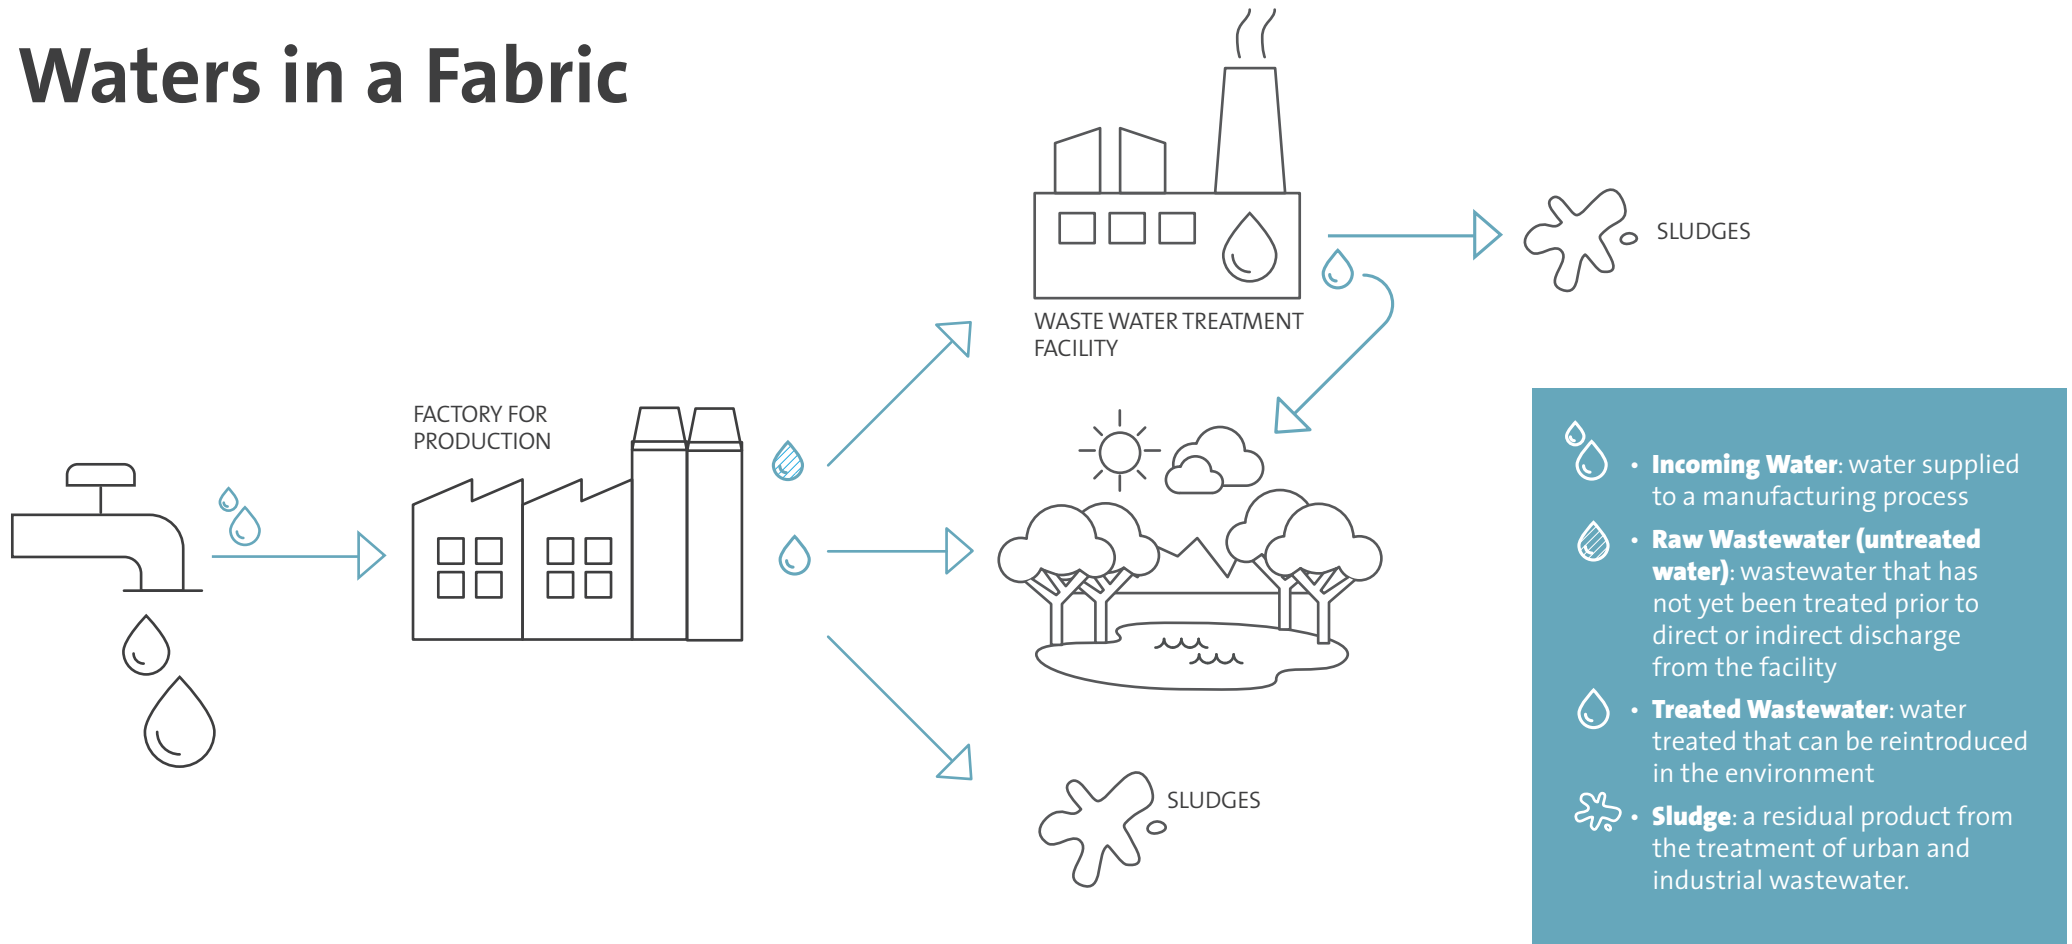 Waters in a Fabric
SLUDGES
WASTE WATER TREATMENT
FACILITY
FACTORY FOR
PRODUCTION
SLUDGES
• Incoming Water: water supplied
to a manufacturing process
• Raw Wastewater (untreated
water): wastewater that has
not yet been treated prior to
direct or indirect discharge
from the facility
• Treated Wastewater: water
treated that can be reintroduced
in the environment
• Sludge: a residual product from
the treatment of urban and
industrial wastewater.